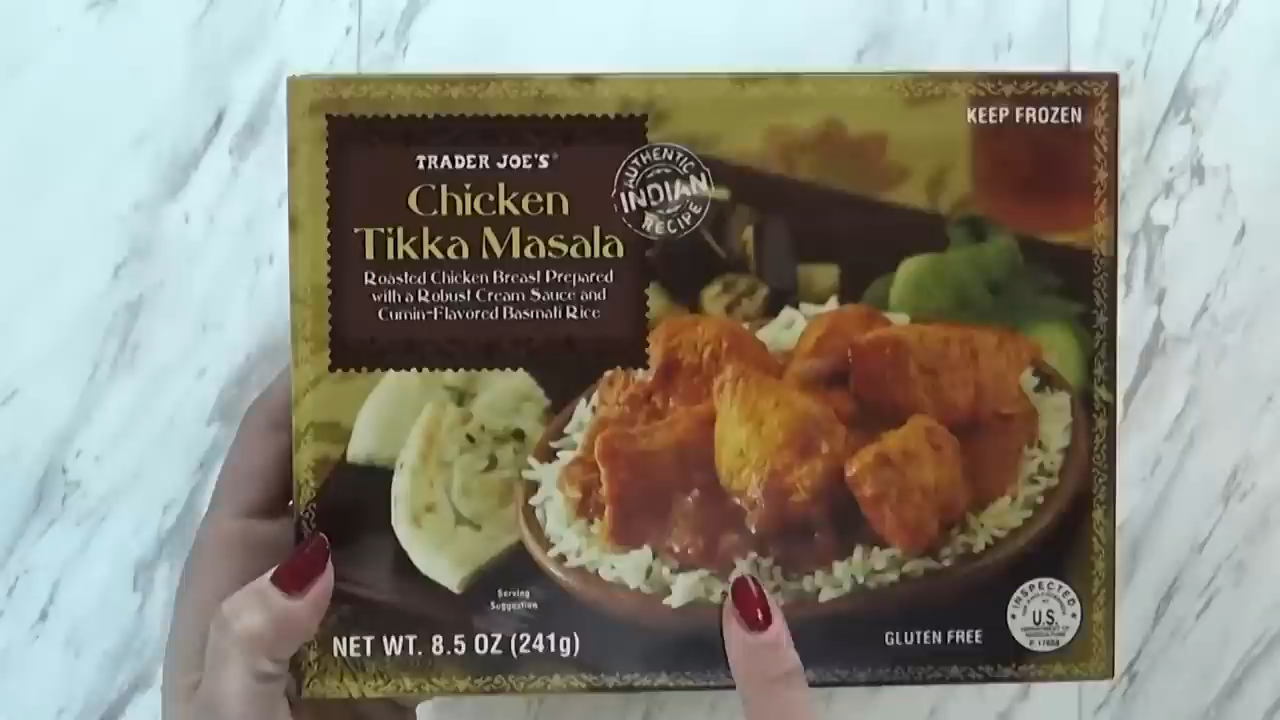 KEEP FROZEN
TRADER JOE'S
Chicken
Tikka Masala
Roasted Chicken Breast Prepared
with a Robust Cream Sauce and
Cumin-Flavored Basmati Rice
AUTHENTIC
INDIAN
RECIPE
Serving
Suggestion
NET WT. 8.5 OZ (241g)
GLUTEN FREE
INSPECTED
U.S.